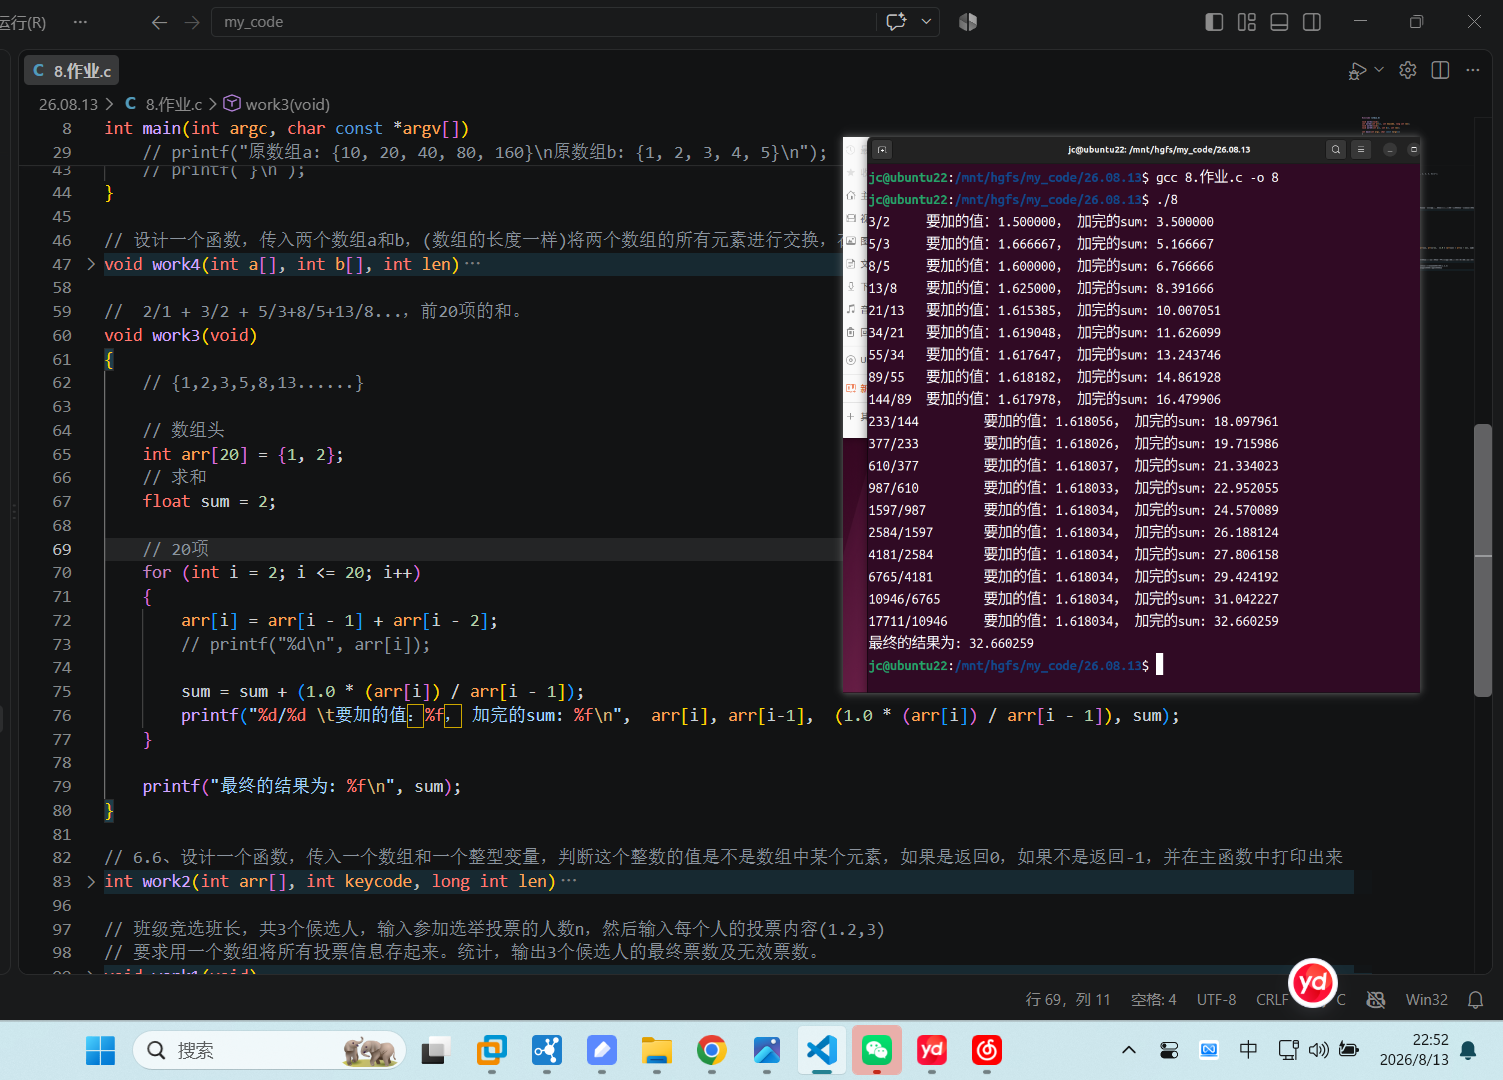 运行(R)
my_code
8.作业.c
26.08.13 > 8.作业.c > work3(void)
8 int main(int argc, char const *argv[])
29 // printf("原数组a: {10, 20, 40, 80, 160}\n原数组b: {1, 2, 3, 4, 5}\n");
43 // printf("}\n");
44 }
45
46 // 设计一个函数，传入两个数组a和b，(数组的长度一样)将两个数组的所有元素进行交换，
47 void work4(int a[], int b[], int len)…
58
59 // 2/1 + 3/2 + 5/3+8/5+13/8...，前20项的和。
60 void work3(void)
61 {
62 // {1,2,3,5,8,13......}
63
64 // 数组头
65 int arr[20] = {1, 2};
66 // 求和
67 float sum = 2;
68
69 // 20项
70 for (int i = 2; i <= 20; i++)
71 {
72 arr[i] = arr[i - 1] + arr[i - 2];
73 // printf("%d\n", arr[i]);
74
75 sum = sum + (1.0 * (arr[i]) / arr[i - 1]);
76 printf("%d/%d \t要加的值：%f， 加完的sum: %f\n", arr[i], arr[i-1], (1.0 * (arr[i]) / arr[i - 1]), sum);
77 }
78
79 printf("最终的结果为: %f\n", sum);
80 }
81
82 // 6.6、设计一个函数，传入一个数组和一个整型变量，判断这个整数的值是不是数组中某个元素，如果是返回0，如果不是返回-1，并在主函数中打印出来
83 int work2(int arr[], int keycode, long int len)…
96
97 // 班级竞选班长，共3个候选人，输入参加选举投票的人数n，然后输入每个人的投票内容(1.2,3)
98 // 要求用一个数组将所有投票信息存起来。统计，输出3个候选人的最终票数及无效票数。
99 void work1(void)
jc@ubuntu22: /mnt/hgfs/my_code/26.08.13
jc@ubuntu22:/mnt/hgfs/my_code/26.08.13$ gcc 8.作业.c -o 8
jc@ubuntu22:/mnt/hgfs/my_code/26.08.13$ ./8
3/2 要加的值：1.500000， 加完的sum: 3.500000
5/3 要加的值：1.666667， 加完的sum: 5.166667
8/5 要加的值：1.600000， 加完的sum: 6.766666
13/8 要加的值：1.625000， 加完的sum: 8.391666
21/13 要加的值：1.615385， 加完的sum: 10.007051
34/21 要加的值：1.619048， 加完的sum: 11.626099
55/34 要加的值：1.617647， 加完的sum: 13.243746
89/55 要加的值：1.618182， 加完的sum: 14.861928
144/89 要加的值：1.617978， 加完的sum: 16.479906
233/144 要加的值：1.618056， 加完的sum: 18.097961
377/233 要加的值：1.618026， 加完的sum: 19.715986
610/377 要加的值：1.618037， 加完的sum: 21.334023
987/610 要加的值：1.618033， 加完的sum: 22.952055
1597/987 要加的值：1.618034， 加完的sum: 24.570089
2584/1597 要加的值：1.618034， 加完的sum: 26.188124
4181/2584 要加的值：1.618034， 加完的sum: 27.806158
6765/4181 要加的值：1.618034， 加完的sum: 29.424192
10946/6765 要加的值：1.618034， 加完的sum: 31.042227
17711/10946 要加的值：1.618034， 加完的sum: 32.660259
最终的结果为: 32.660259
jc@ubuntu22:/mnt/hgfs/my_code/26.08.13$
行 69，列 11 空格: 4 UTF-8 CRLF C Win32
yd
搜索
yd
中
22:52
2026/8/13